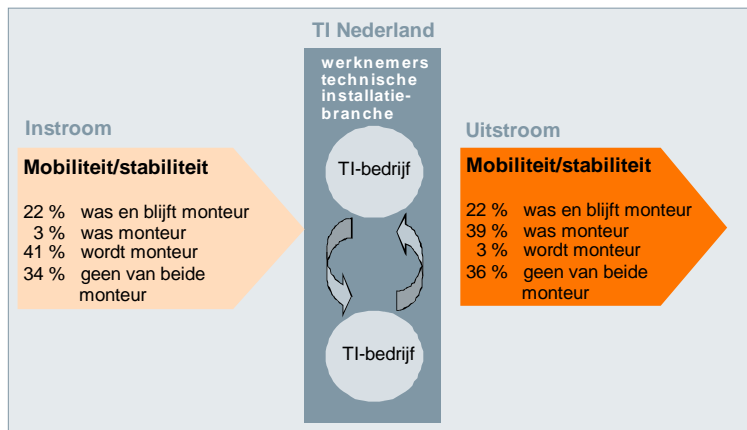 TI Nederland
werknemers
technische
installatie-
branche
Instroom
Mobiliteit/stabiliteit
22 % was en blijft monteur
3 % was monteur
41 % wordt monteur
34 % geen van beide
monteur
TI-bedrijf
TI-bedrijf
Uitstroom
Mobiliteit/stabiliteit
22 % was en blijft monteur
39 % was monteur
3 % wordt monteur
36 % geen van beide
monteur